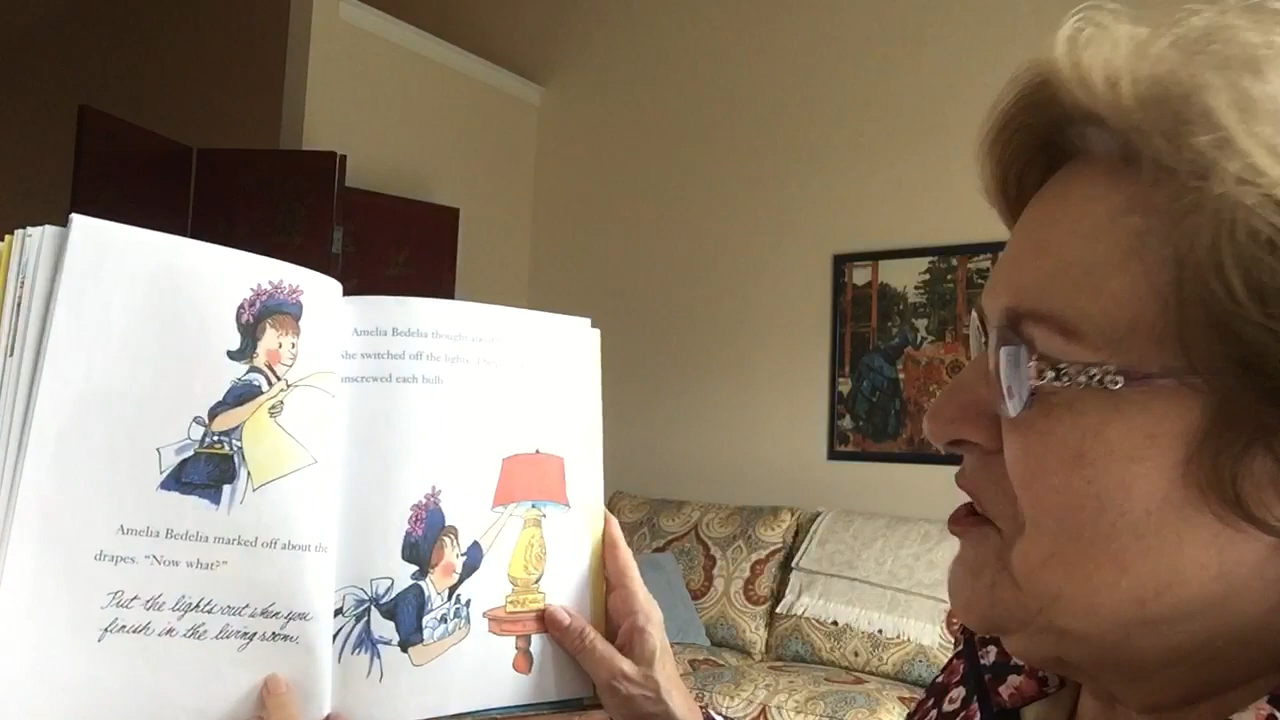 Amelia Bedelia marked off about the
drapes. "Now what?"
Put the lights out when you
finish in the living room.
Amelia Bedelia thought about
She switched off the lights.
unscrewed each bulb